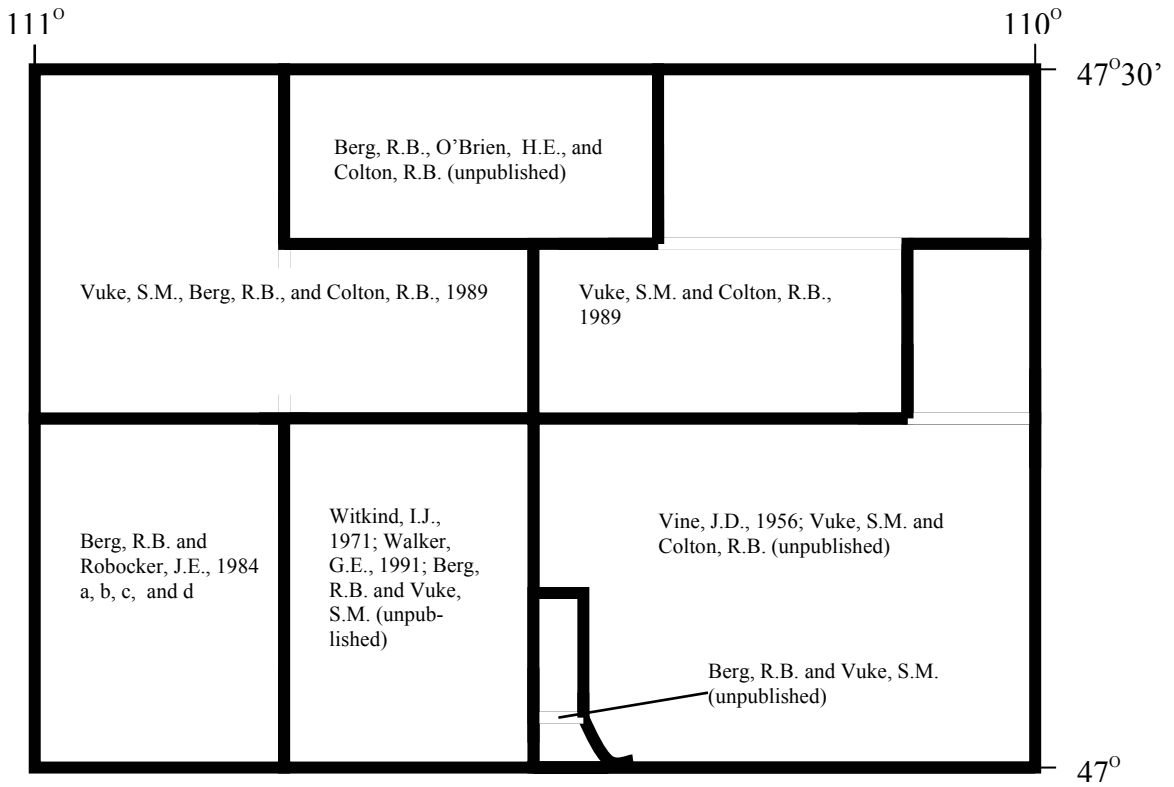 111°
110°
47°30'
Berg, R.B., O'Brien, H.E., and
Colton, R.B. (unpublished)
Vuke, S.M., Berg, R.B., and Colton, R.B., 1989
Vuke, S.M. and Colton, R.B.,
1989
Berg, R.B. and
Robocker, J.E., 1984
a, b, c, and d
Witkind, I.J.,
1971; Walker,
G.E., 1991; Berg,
R.B. and Vuke,
S.M. (unpub-
lished)
Vine, J.D., 1956; Vuke, S.M. and
Colton, R.B. (unpublished)
Berg, R.B. and Vuke, S.M.
(unpublished)
47°